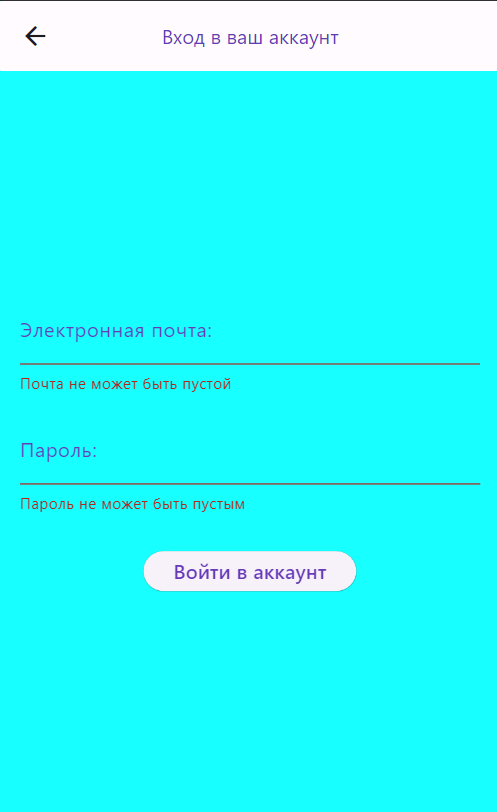 Вход в ваш аккаунт
Электронная почта:
Почта не может быть пустой
Пароль:
Пароль не может быть пустым
Войти в аккаунт